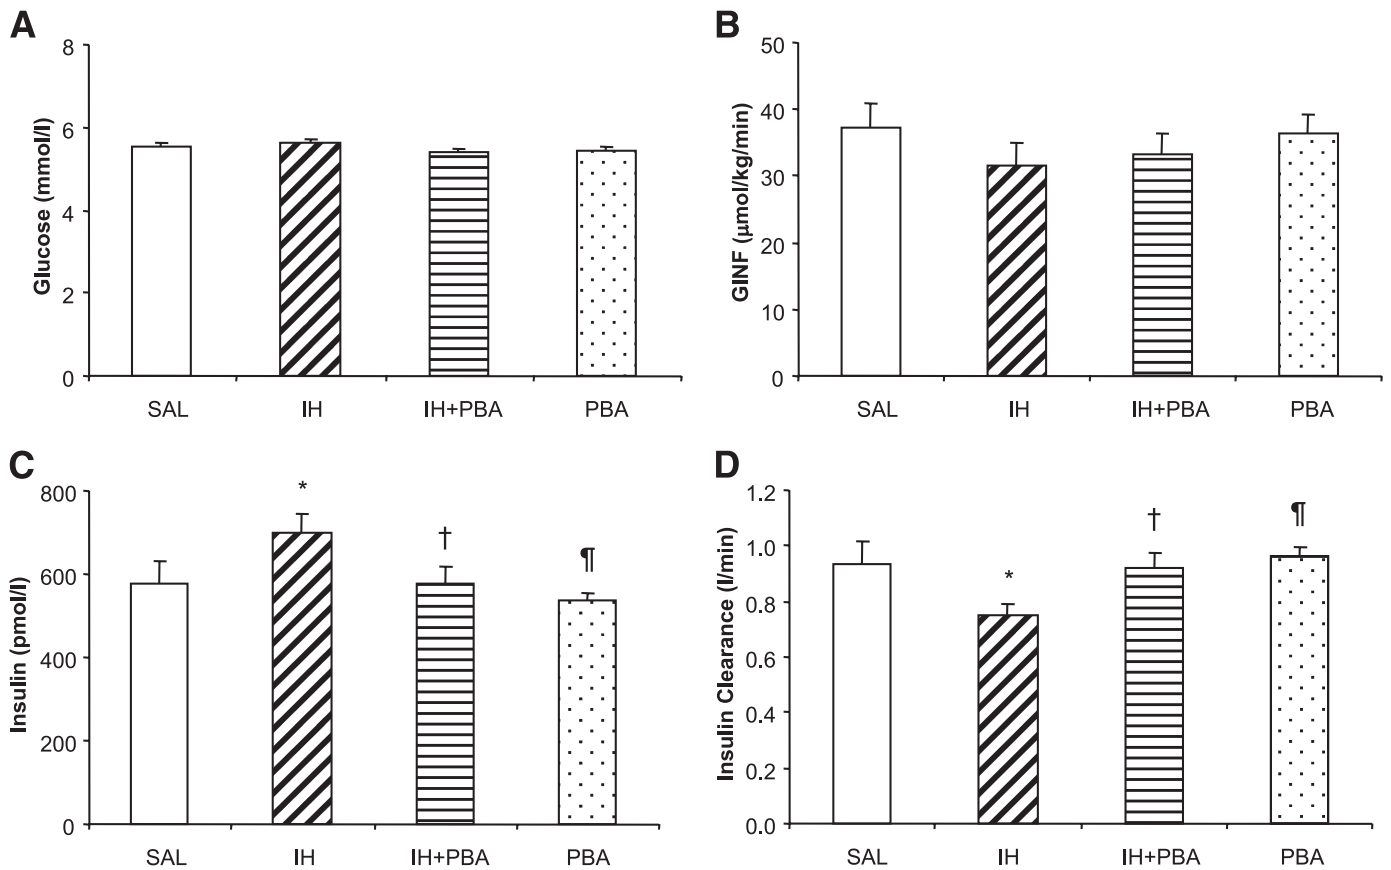 A
Glucose (mmol/l)
8
6
4
2
0
SAL IH IH+PBA PBA
B
GINF (µmol/kg/min)
50
40
30
20
10
0
SAL IH IH+PBA PBA
C
Insulin (pmol/l)
800
600
400
200
0
* † ¶
SAL IH IH+PBA PBA
D
Insulin Clearance (l/min)
1.2
1.0
0.8
0.6
0.4
0.2
0.0
* † ¶
SAL IH IH+PBA PBA